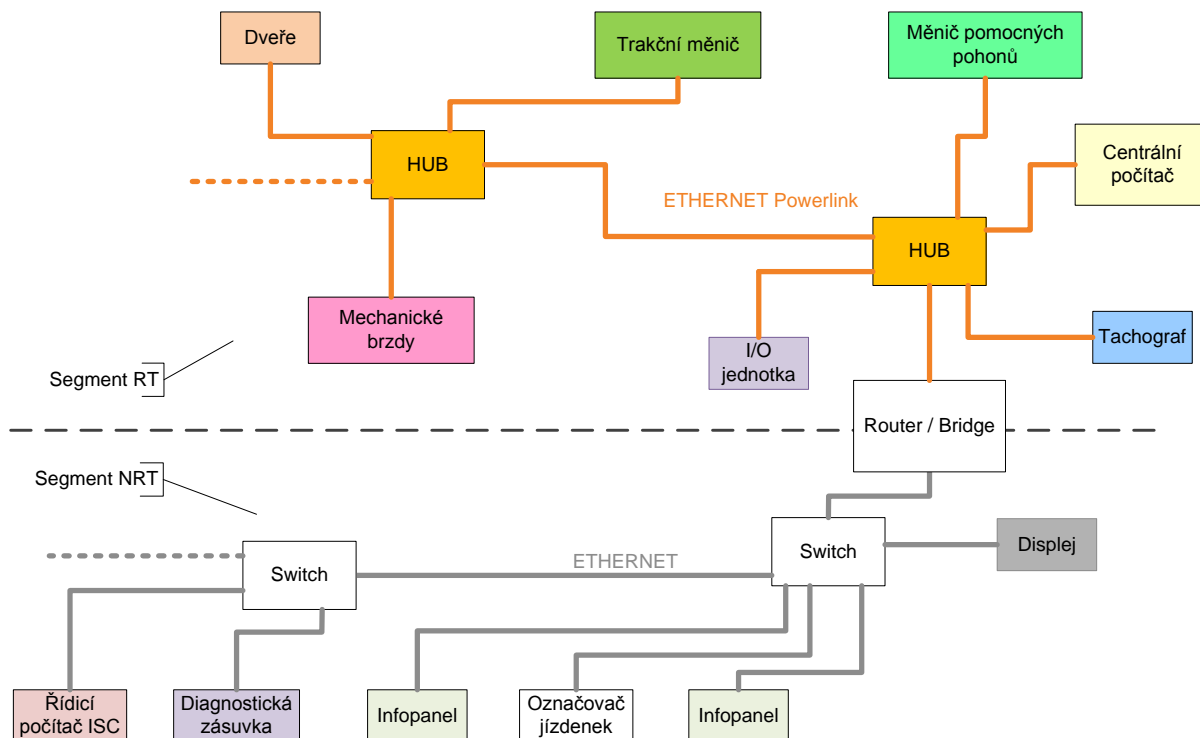 Dveře
Trakční měnič
Měnič pomocných
pohonů
HUB
Centrální
počítač
ETHERNET Powerlink
HUB
Mechanické
brzdy
I/O
jednotka
Tachograf
Segment RT
Router / Bridge
Segment NRT
Switch
ETHERNET
Switch
Displej
Řídicí
počítač ISC
Diagnostická
zásuvka
Infopanel
Označovač
jízdenek
Infopanel